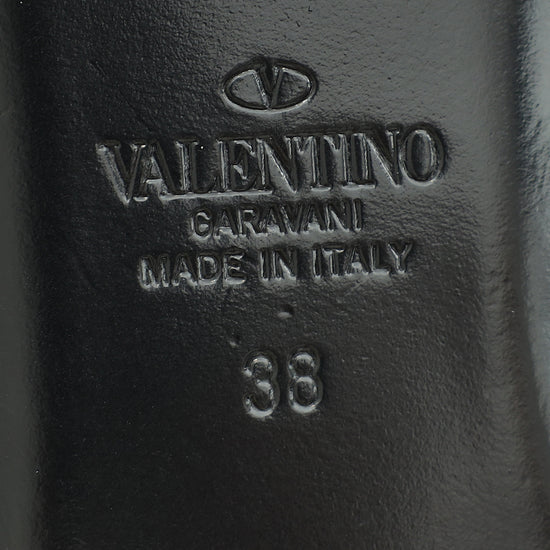 V
VALENTINO
GARAVANI
MADE IN ITALY
38